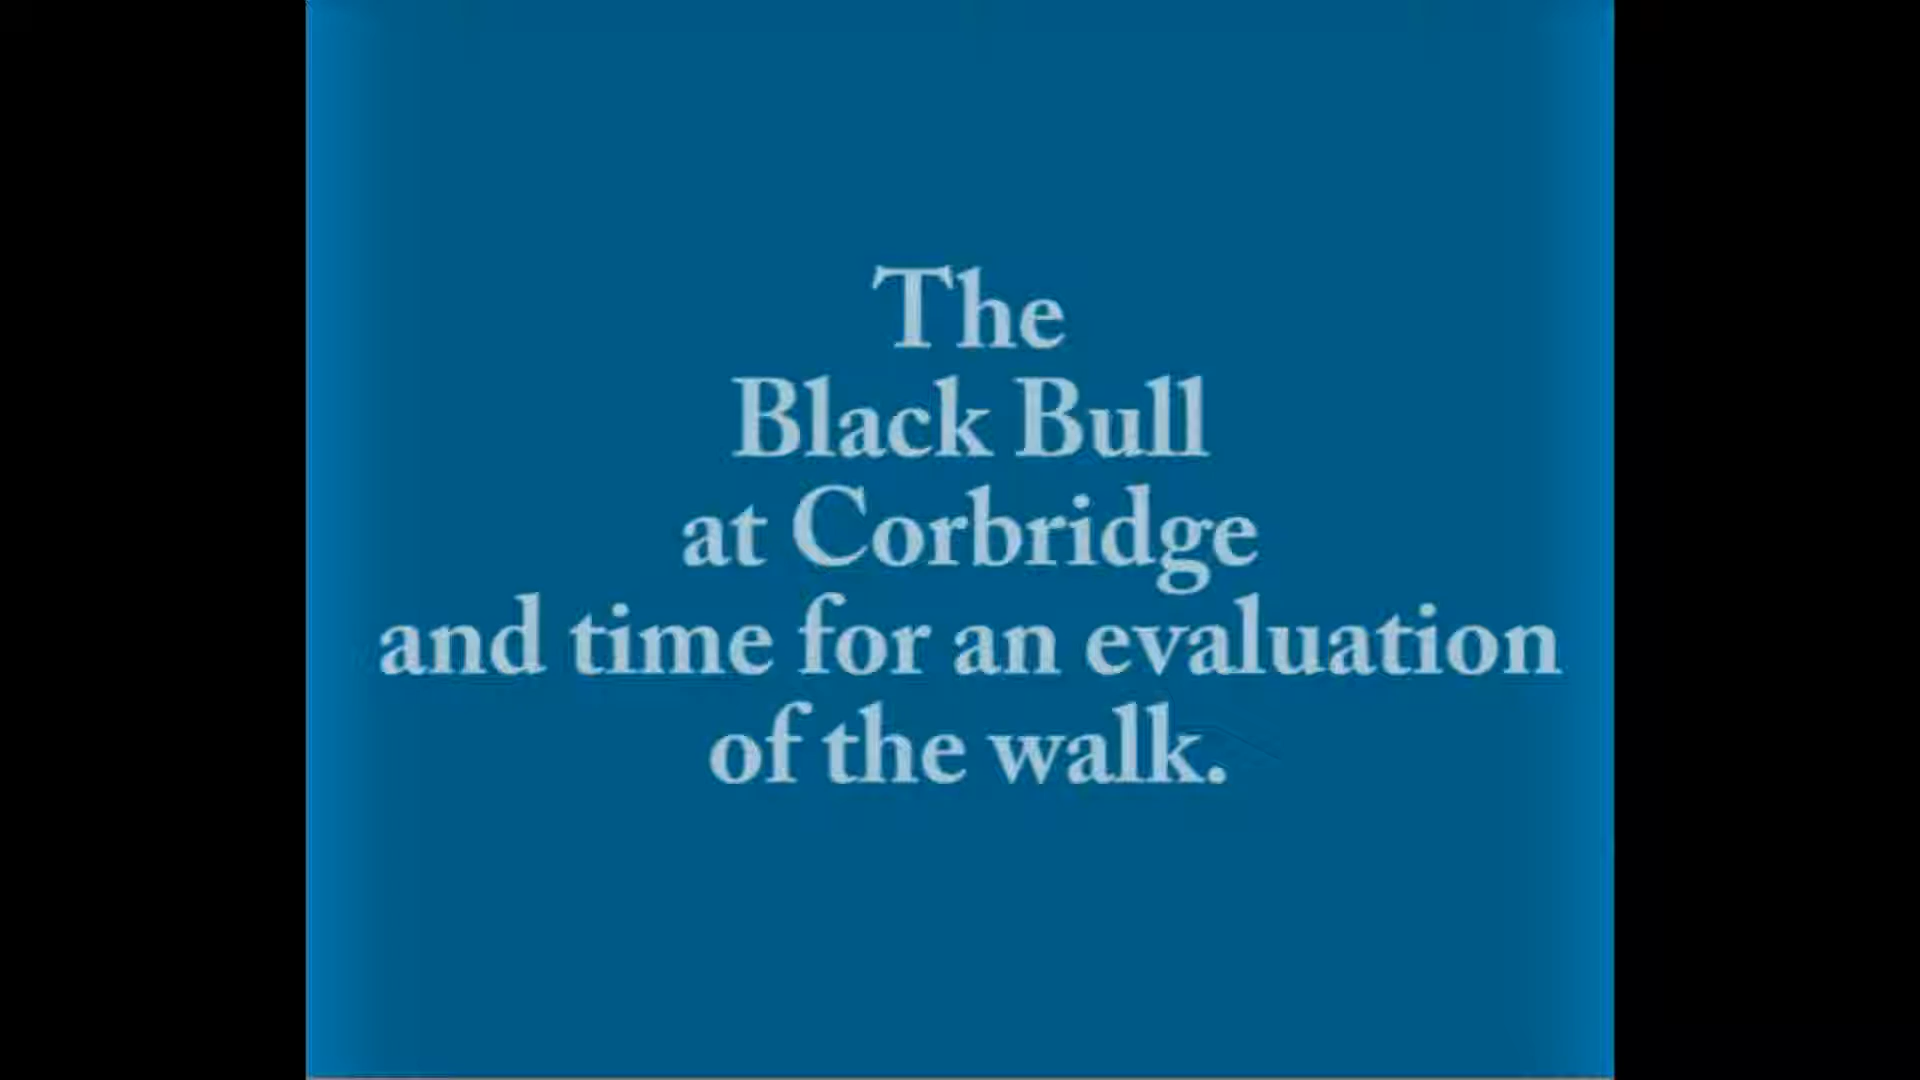 The
Black Bull
at Corbridge
and time for an evaluation
of the walk.